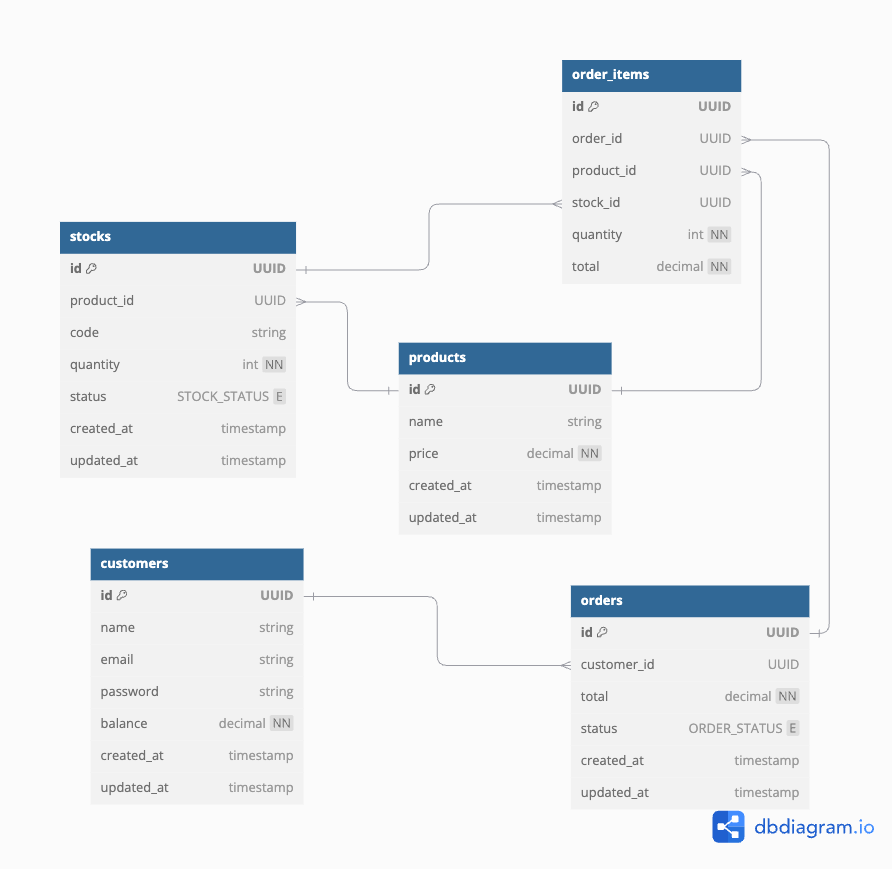 order_items
id UUID
order_id UUID
product_id UUID
stock_id UUID
quantity int NN
total decimal NN
stocks
id UUID
product_id UUID
code string
quantity int NN
status STOCK_STATUS E
created_at timestamp
updated_at timestamp
products
id UUID
name string
price decimal NN
created_at timestamp
updated_at timestamp
customers
id UUID
name string
email string
password string
balance decimal NN
created_at timestamp
updated_at timestamp
orders
id UUID
customer_id UUID
total decimal NN
status ORDER_STATUS E
created_at timestamp
updated_at timestamp
dbdiagram.io